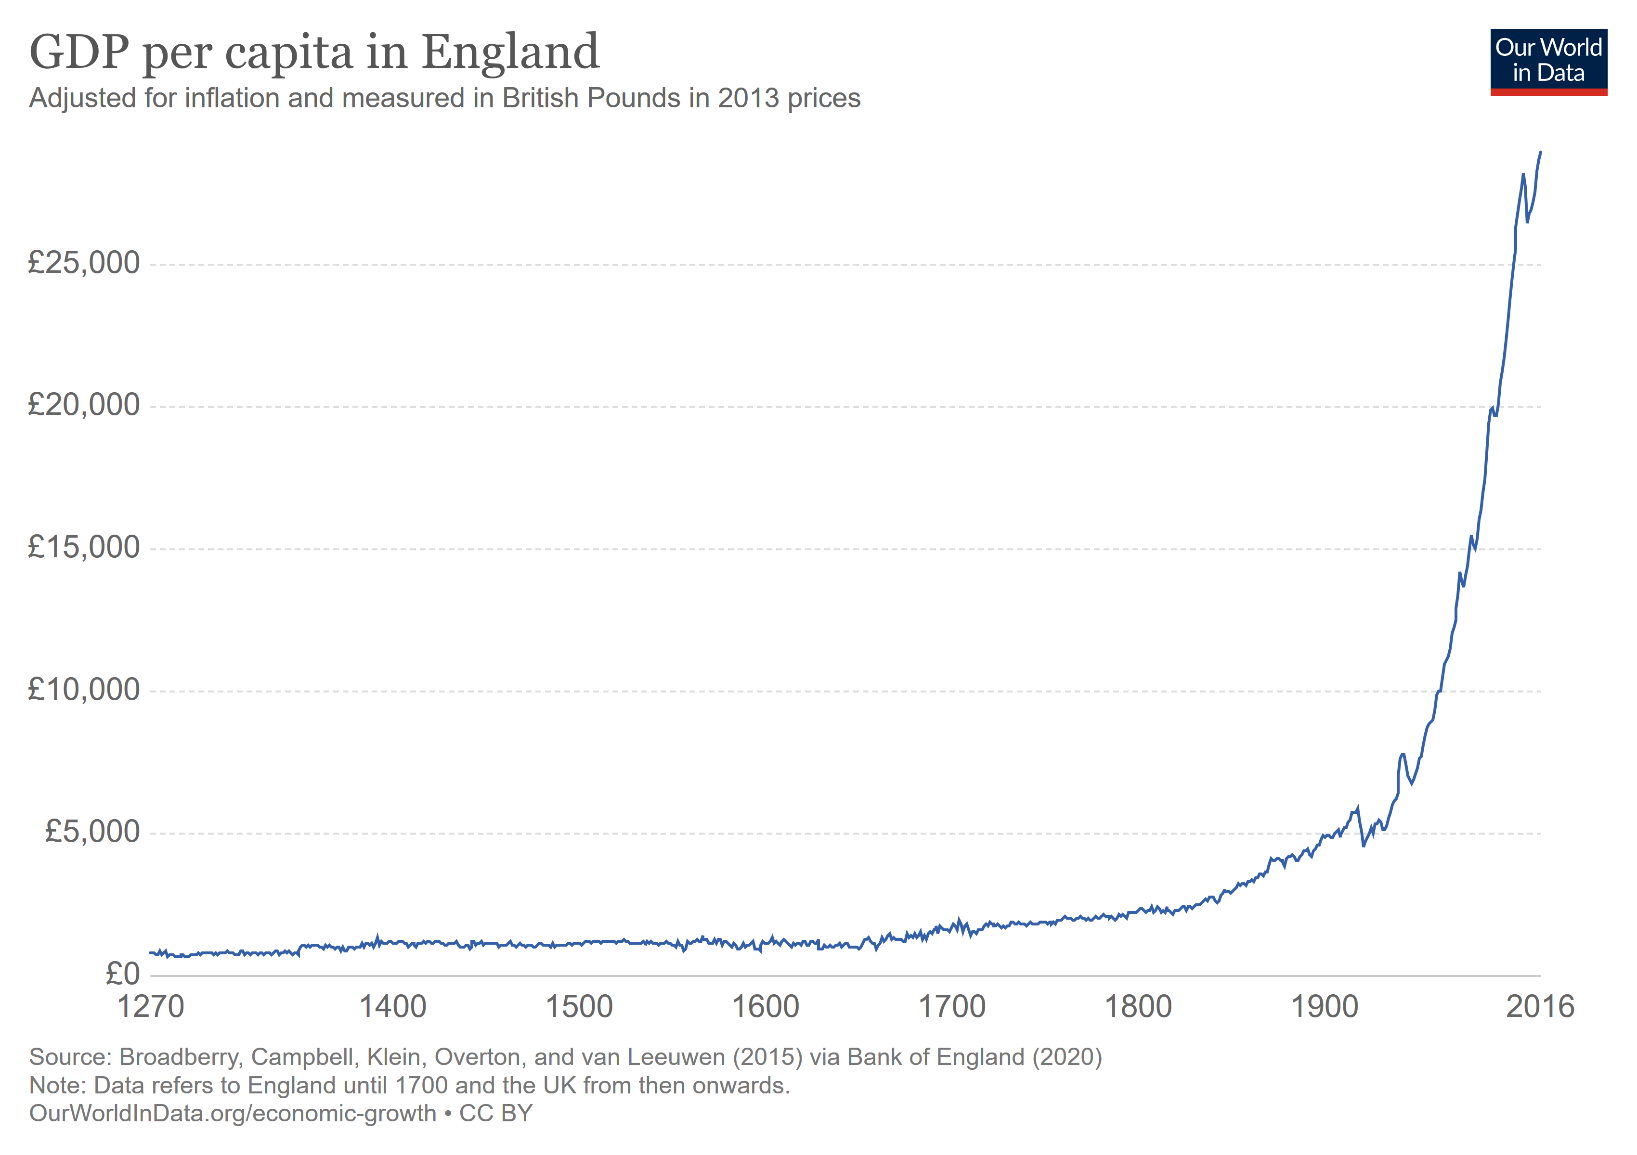 GDP per capita in England
Our World
in Data
Adjusted for inflation and measured in British Pounds in 2013 prices
£25,000
£20,000
£15,000
£10,000
£5,000
£0
1270 1400 1500 1600 1700 1800 1900 2016
Source: Broadberry, Campbell, Klein, Overton, and van Leeuwen (2015) via Bank of England (2020)
Note: Data refers to England until 1700 and the UK from then onwards.
OurWorldInData.org/economic-growth • CC BY